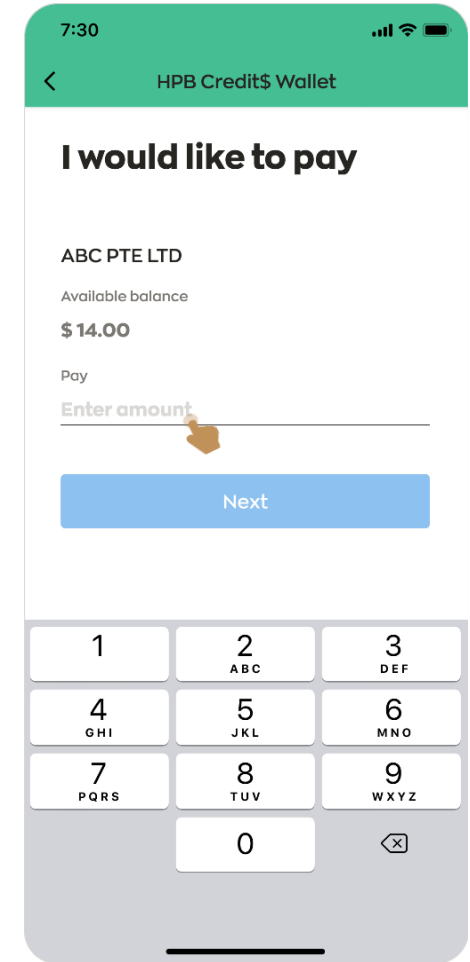 7:30
HPB Credit$ Wallet
I would like to pay
ABC PTE LTD
Available balance
$ 14.00
Pay
Enter amount
Next
1 2 3
ABC DEF
4 5 6
GHI JKL MNO
7 8 9
PQRS TUV WXYZ
0